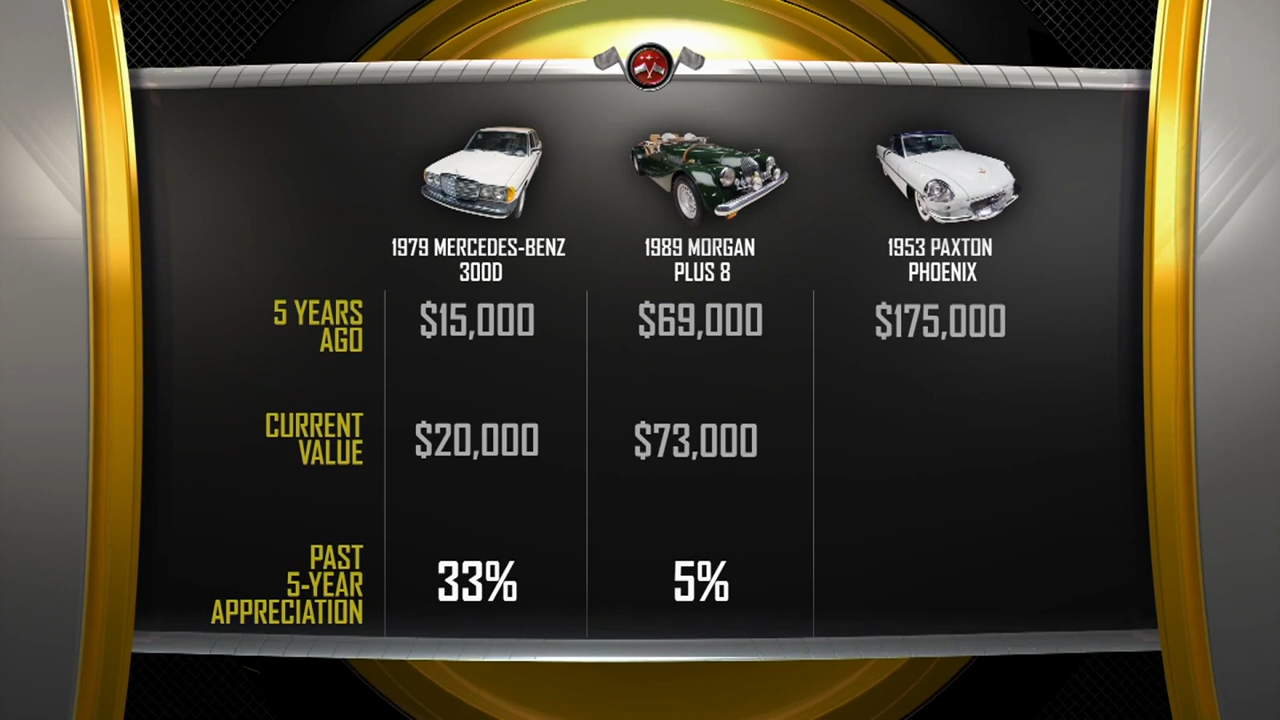 1979 MERCEDES-BENZ
300D
1989 MORGAN
PLUS 8
1953 PAXTON
PHOENIX
5 YEARS
AGO
$15,000
$69,000
$175,000
CURRENT
VALUE
$20,000
$73,000
PAST
5-YEAR
APPRECIATION
33%
5%